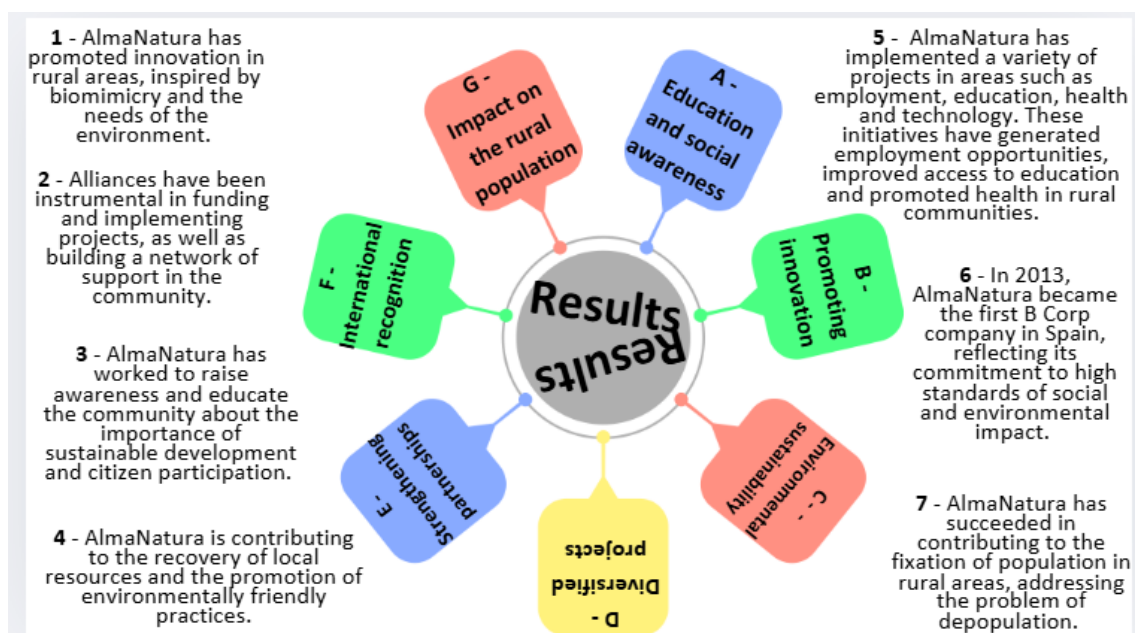 1 - AlmaNatura has
promoted innovation in
rural areas, inspired by
biomimicry and the
needs of the
environment.
2 - Alliances have been
instrumental in funding
and implementing
projects, as well as
building a network of
support in the
community.
3 - AlmaNatura has
worked to raise
awareness and educate
the community about the
importance of
sustainable development
and citizen participation.
4 - AlmaNatura is contributing
to the recovery of local
resources and the promotion of
environmentally friendly
practices.
G -
Impact on
the rural
population
A -
Education
and social
awareness
F -
International
recognition
B -
Promoting
innovation
Results
Results
E -
Strengthening
partnerships
C - -
Environmental
sustainability
D -
Diversified
projects
5 - AlmaNatura has
implemented a variety of
projects in areas such as
employment, education, health
and technology. These
initiatives have generated
employment opportunities,
improved access to education
and promoted health in rural
communities.
6 - In 2013,
AlmaNatura became
the first B Corp
company in Spain,
reflecting its
commitment to high
standards of social
and environmental
impact.
7 - AlmaNatura has
succeeded in
contributing to the
fixation of population in
rural areas, addressing
the problem of
depopulation.